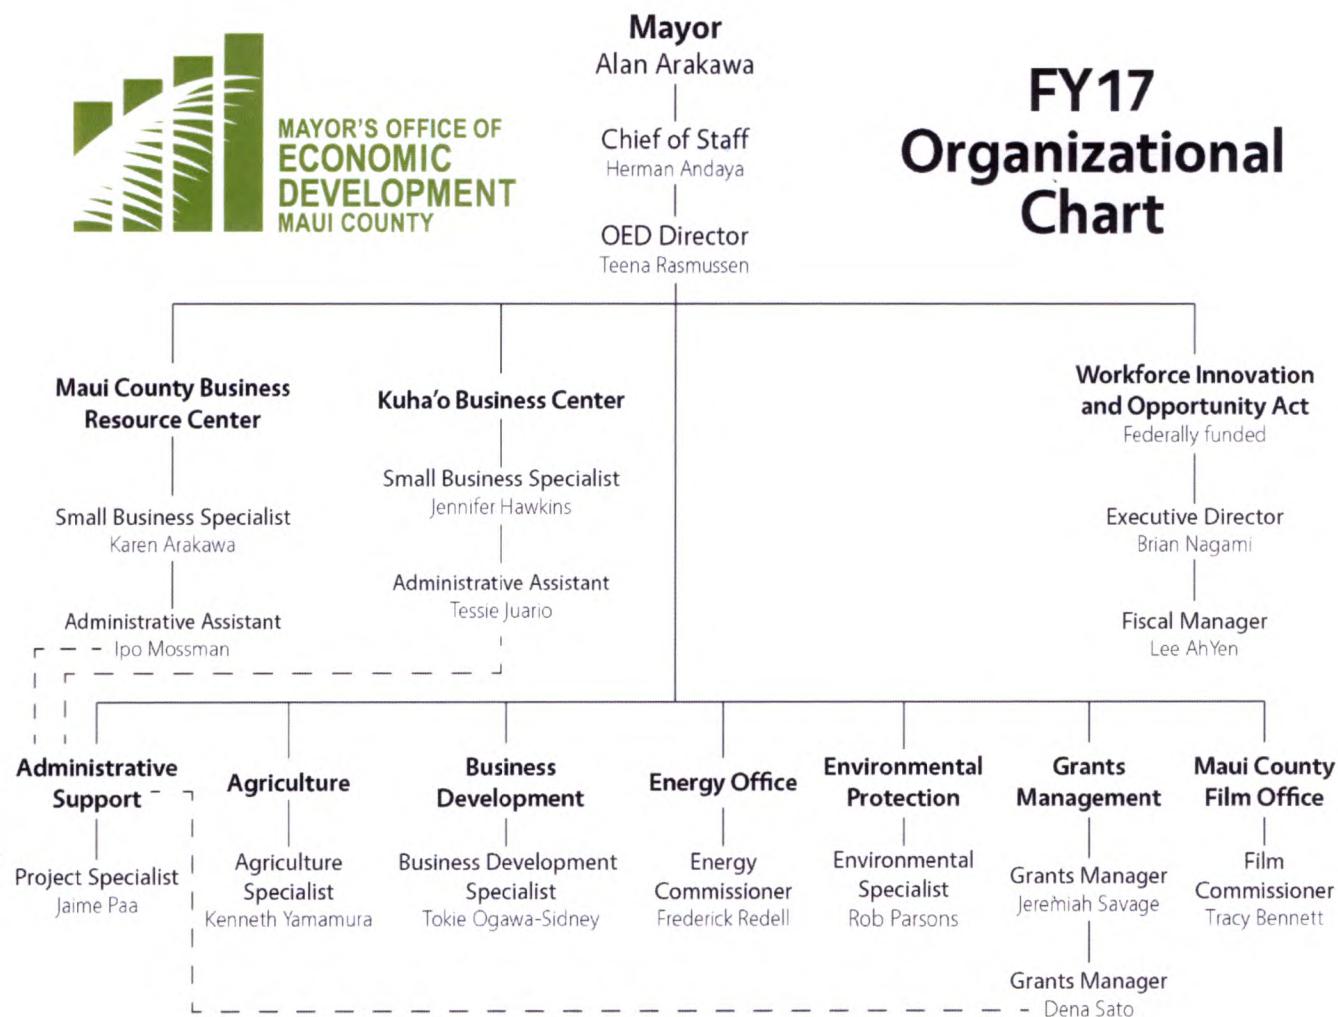 MAYOR'S OFFICE OF
ECONOMIC
DEVELOPMENT
MAUI COUNTY
Mayor
Alan Arakawa
Chief of Staff
Herman Andaya
OED Director
Teena Rasmussen
FY17
Organizational
Chart
Maui County Business
Resource Center
Small Business Specialist
Karen Arakawa
Administrative Assistant
Ipo Mossman
Kuha'o Business Center
Small Business Specialist
Jennifer Hawkins
Administrative Assistant
Tessie Juario
Workforce Innovation
and Opportunity Act
Federally funded
Executive Director
Brian Nagami
Fiscal Manager
Lee AhYen
Administrative
Support
Project Specialist
Jaime Paa
Agriculture
Agriculture
Specialist
Kenneth Yamamura
Business
Development
Business Development
Specialist
Tokie Ogawa-Sidney
Energy Office
Energy
Commissioner
Frederick Redell
Environmental
Protection
Environmental
Specialist
Rob Parsons
Grants
Management
Grants Manager
Jeremiah Savage
Grants Manager
Dena Sato
Maui County
Film Office
Film
Commissioner
Tracy Bennett